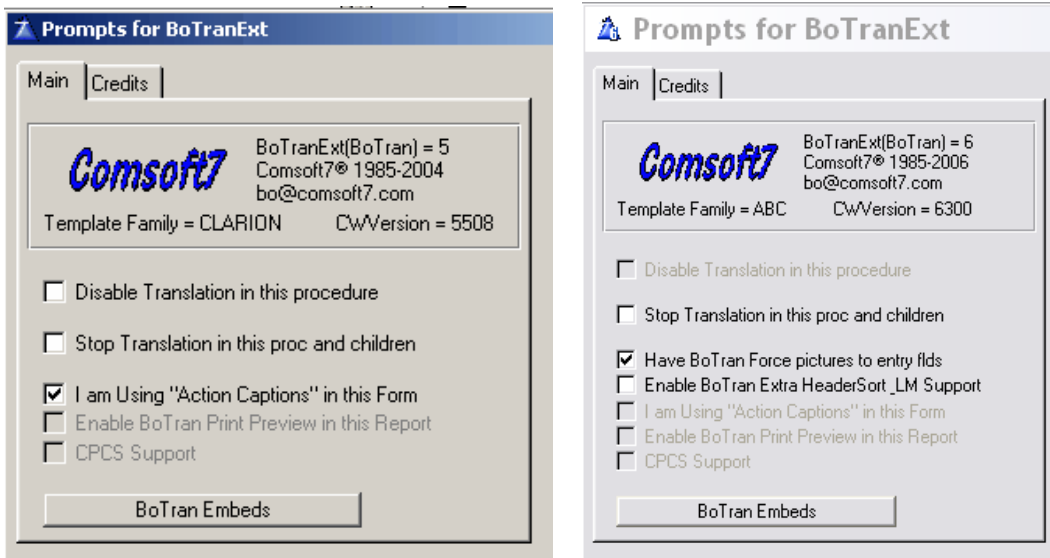 Prompts for BoTranExt
Main
Credits
Comsoft7
BoTranExt(BoTran) = 5
Comsoft7® 1985-2004
bo@comsoft7.com
Template Family = CLARION
CWVersion = 5508
Disable Translation in this procedure
Stop Translation in this proc and children
I am Using "Action Captions" in this Form
Enable BoTran Print Preview in this Report
CPCS Support
BoTran Embeds
Prompts for BoTranExt
Main
Credits
Comsoft7
BoTranExt(BoTran) = 6
Comsoft7® 1985-2006
bo@comsoft7.com
Template Family = ABC
CWVersion = 6300
Disable Translation in this procedure
Stop Translation in this proc and children
Have BoTran Force pictures to entry flds
Enable BoTran Extra HeaderSort_LM Support
I am Using "Action Captions" in this Form
Enable BoTran Print Preview in this Report
CPCS Support
BoTran Embeds